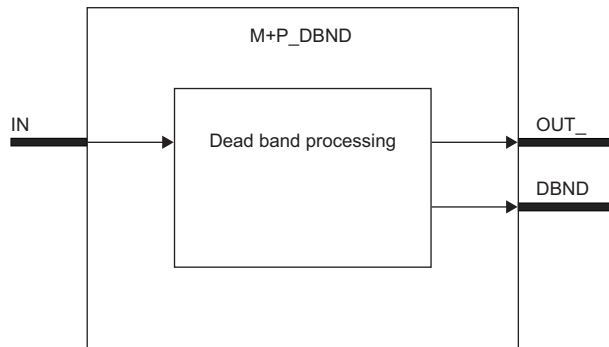 M+P_DBND
IN
Dead band processing
OUT_
DBND